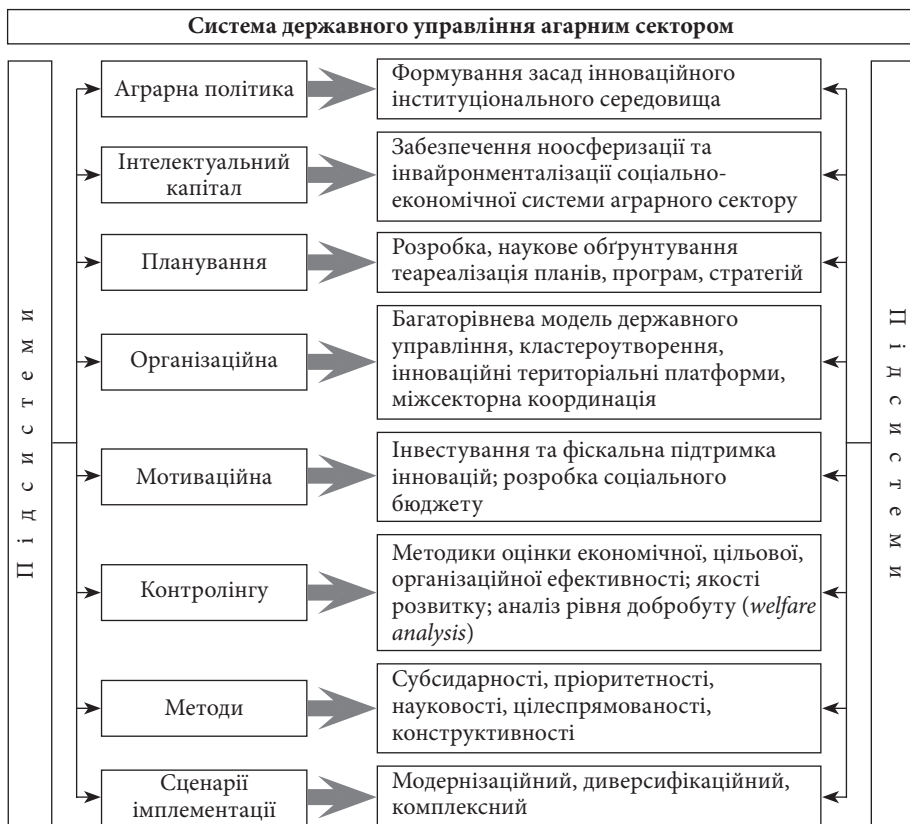 Система державного управління агарним сектором
Підсистеми
Аграрна політика
Формування засад інноваційного
інституціонального середовища
Інтелектуальний
капітал
Забезпечення ноосферизації та
інвайронменталізації соціально-
економічної системи аграрного сектору
Планування
Розробка, наукове обґрунтування
теареалізація планів, програм, стратегій
Організаційна
Багаторівнева модель державного
управління, кластероутворення,
інноваційні територіальні платформи,
міжсекторна координація
Мотиваційна
Інвестування та фіскальна підтримка
інновацій; розробка соціального
бюджету
Контролінгу
Методики оцінки економічної, цільової,
організаційної ефективності; якості
розвитку; аналіз рівня добробуту (welfare
analysis)
Методи
Субсидарності, пріоритетності,
науковості, цілеспрямованості,
конструктивності
Сценарії
імплементації
Модернізаційний, диверсифікаційний,
комплексний
Підсистеми